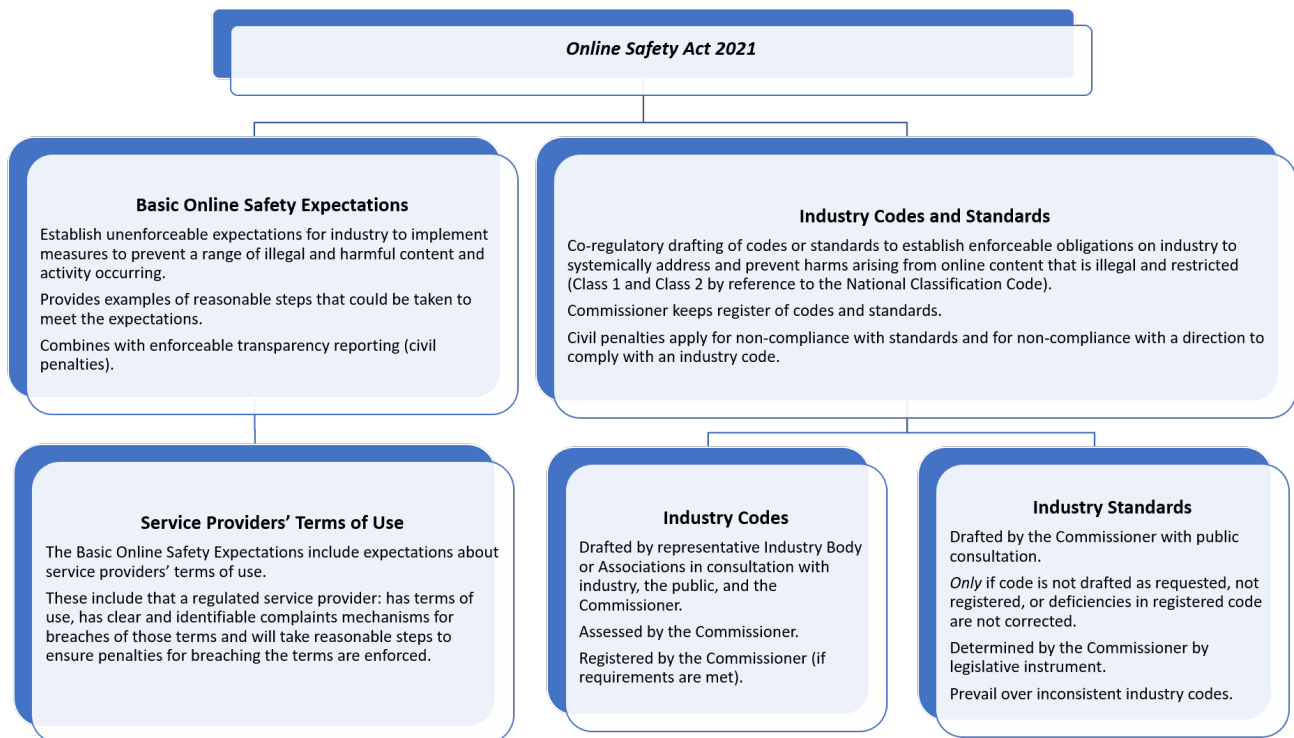 Online Safety Act 2021
Basic Online Safety Expectations
Establish unenforceable expectations for industry to implement
measures to prevent a range of illegal and harmful content and
activity occurring.
Provides examples of reasonable steps that could be taken to
meet the expectations.
Combines with enforceable transparency reporting (civil
penalties).
Industry Codes and Standards
Co-regulatory drafting of codes or standards to establish enforceable obligations on industry to
systemically address and prevent harms arising from online content that is illegal and restricted
(Class 1 and Class 2 by reference to the National Classification Code).
Commissioner keeps register of codes and standards.
Civil penalties apply for non-compliance with standards and for non-compliance with a direction to
comply with an industry code.
Service Providers’ Terms of Use
The Basic Online Safety Expectations include expectations about
service providers’ terms of use.
These include that a regulated service provider: has terms of
use, has clear and identifiable complaints mechanisms for
breaches of those terms and will take reasonable steps to
ensure penalties for breaching the terms are enforced.
Industry Codes
Drafted by representative Industry Body
or Associations in consultation with
industry, the public, and the
Commissioner.
Assessed by the Commissioner.
Registered by the Commissioner (if
requirements are met).
Industry Standards
Drafted by the Commissioner with public
consultation.
Only if code is not drafted as requested, not
registered, or deficiencies in registered code
are not corrected.
Determined by the Commissioner by
legislative instrument.
Prevail over inconsistent industry codes.